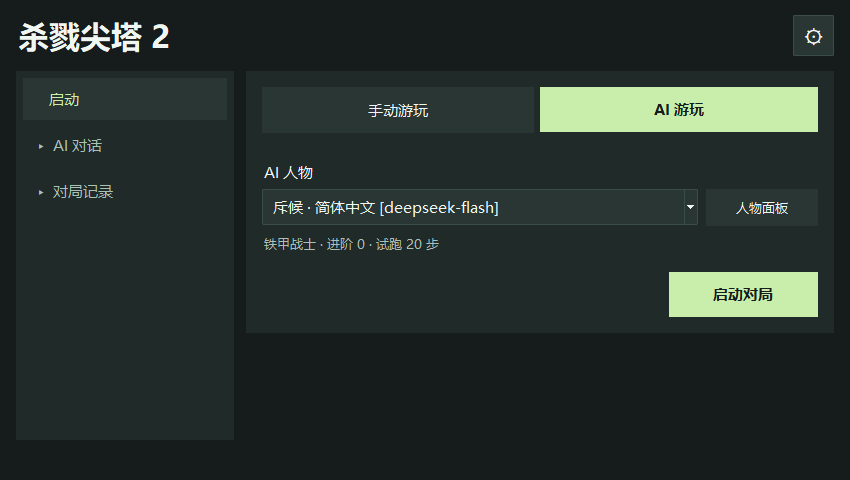 杀戮尖塔 2
启动
AI 对话
对局记录
手动游玩
AI 游玩
AI 人物
斥候 · 简体中文 [deepseek-flash]
人物面板
铁甲战士 · 进阶 0 · 试跑 20 步
启动对局